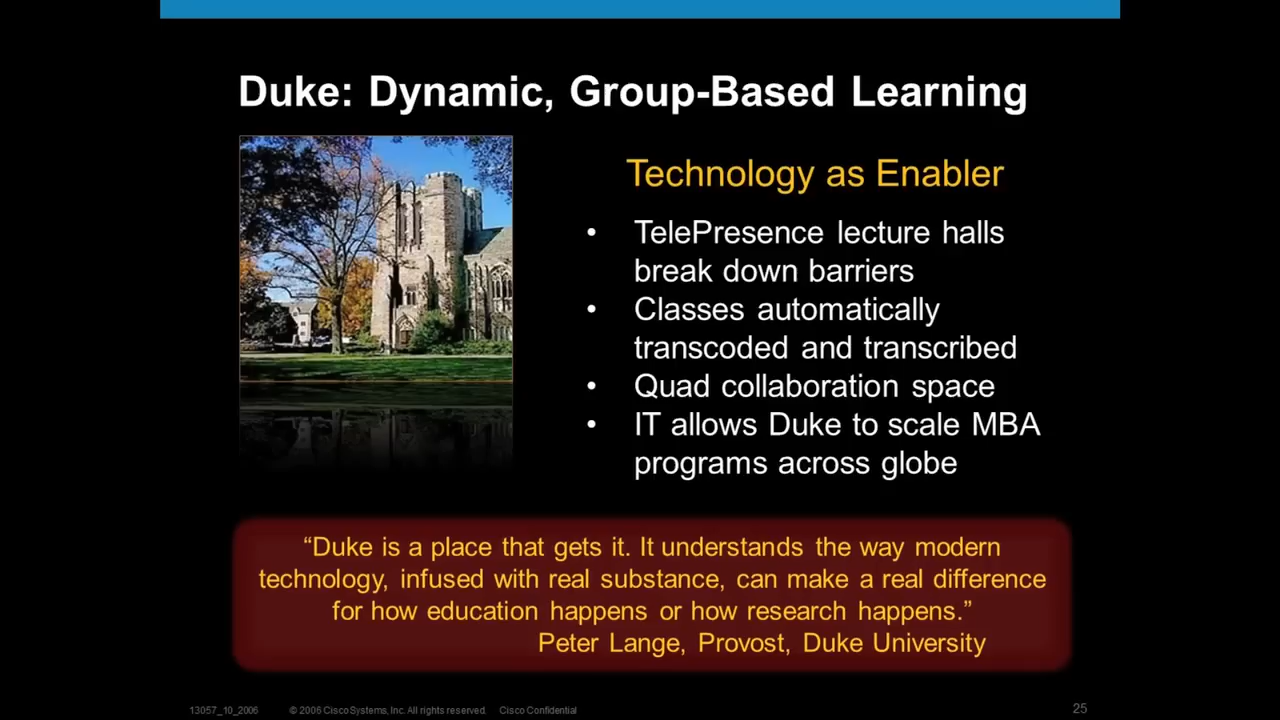 Duke: Dynamic, Group-Based Learning
Technology as Enabler
• TelePresence lecture halls
break down barriers
• Classes automatically
transcoded and transcribed
• Quad collaboration space
• IT allows Duke to scale MBA
programs across globe
“Duke is a place that gets it. It understands the way modern
technology, infused with real substance, can make a real difference
for how education happens or how research happens.”
Peter Lange, Provost, Duke University
13057_10_2006 © 2006 Cisco Systems, Inc. All rights reserved. Cisco Confidential 25